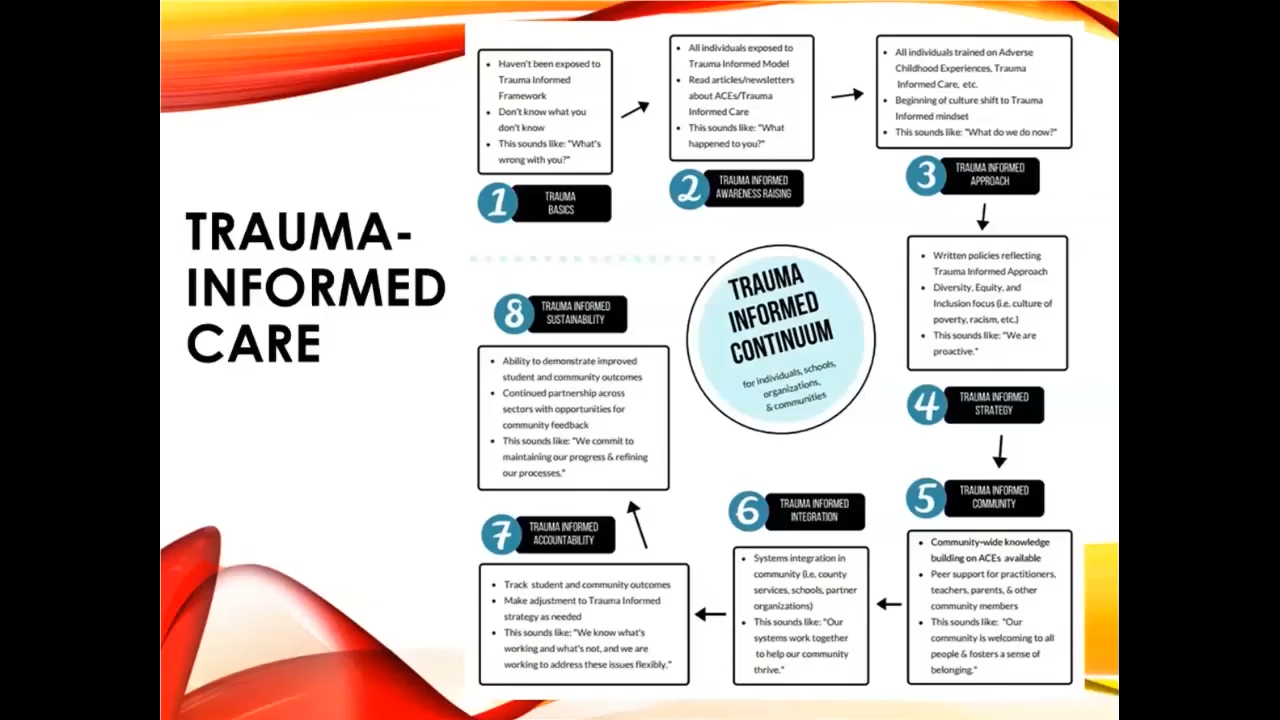 TRAUMA-
INFORMED
CARE
• Haven't been exposed to
Trauma Informed
Framework
• Don't know what you
don't know
• This sounds like: "What's
wrong with you?"
1 TRAUMA
BASICS
• All individuals exposed to
Trauma Informed Model
• Read articles/newsletters
about ACEs/Trauma
Informed Care
• This sounds like: "What
happened to you?"
2 TRAUMA INFORMED
AWARENESS RAISING
• All individuals trained on Adverse
Childhood Experiences, Trauma
Informed Care, etc.
• Beginning of culture shift to Trauma
Informed mindset
• This sounds like: "What do we do now?"
3 TRAUMA INFORMED
APPROACH
• Written policies reflecting
Trauma Informed Approach
• Diversity, Equity, and
Inclusion focus (i.e. culture of
poverty, racism, etc.)
• This sounds like: "We are
proactive."
4 TRAUMA INFORMED
STRATEGY
5 TRAUMA INFORMED
COMMUNITY
• Community-wide knowledge
building on ACEs available
• Peer support for practitioners,
teachers, parents, & other
community members
• This sounds like: "Our
community is welcoming to all
people & fosters a sense of
belonging."
6 TRAUMA INFORMED
INTEGRATION
• Systems integration in
community (i.e. county
services, schools, partner
organizations)
• This sounds like: "Our
systems work together
to help our community
thrive."
7 TRAUMA INFORMED
ACCOUNTABILITY
• Track student and community outcomes
• Make adjustment to Trauma Informed
strategy as needed
• This sounds like: "We know what's
working and what's not, and we are
working to address these issues flexibly."
8 TRAUMA INFORMED
SUSTAINABILITY
• Ability to demonstrate improved
student and community outcomes
• Continued partnership across
sectors with opportunities for
community feedback
• This sounds like: "We commit to
maintaining our progress & refining
our processes."
TRAUMA
INFORMED
CONTINUUM
for individuals, schools,
organizations,
& communities